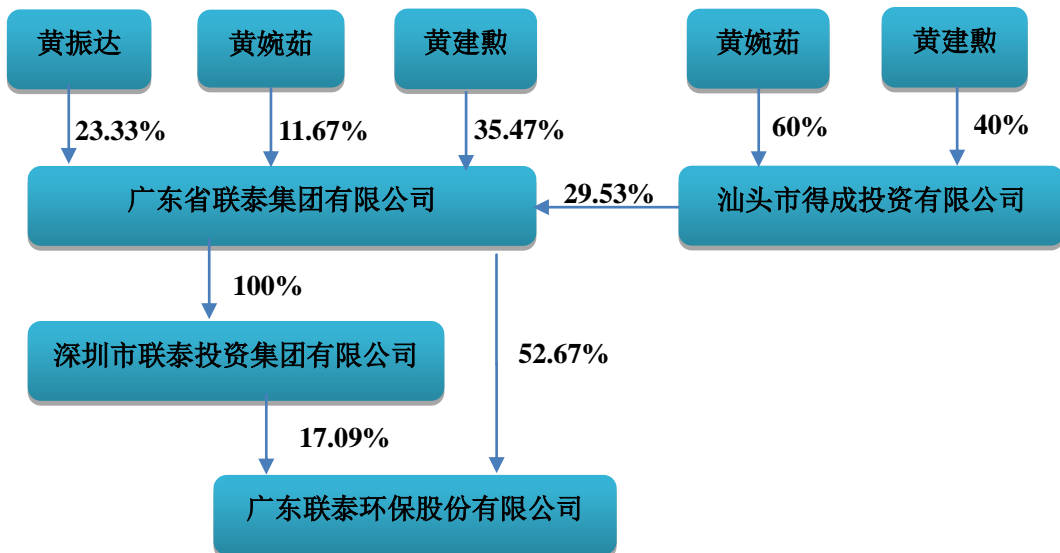 黄振达
黄婉茹
黄建勲
黄婉茹
黄建勲
23.33%
11.67%
35.47%
60%
40%
广东省联泰集团有限公司
29.53%
汕头市得成投资有限公司
100%
深圳市联泰投资集团有限公司
52.67%
17.09%
广东联泰环保股份有限公司